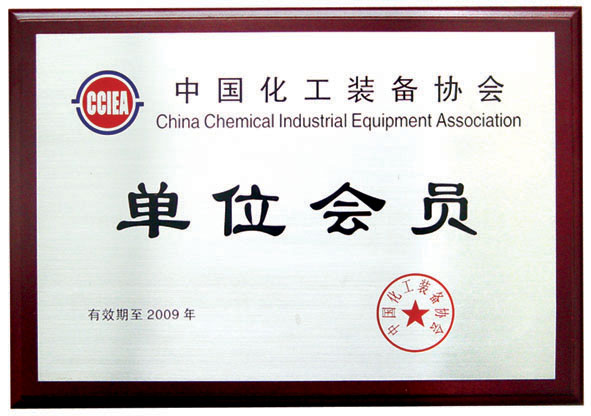 CCIEA
中国化工装备协会
China Chemical Industrial Equipment Association
单位会员
有效期至 2009 年
中国化工装备协会